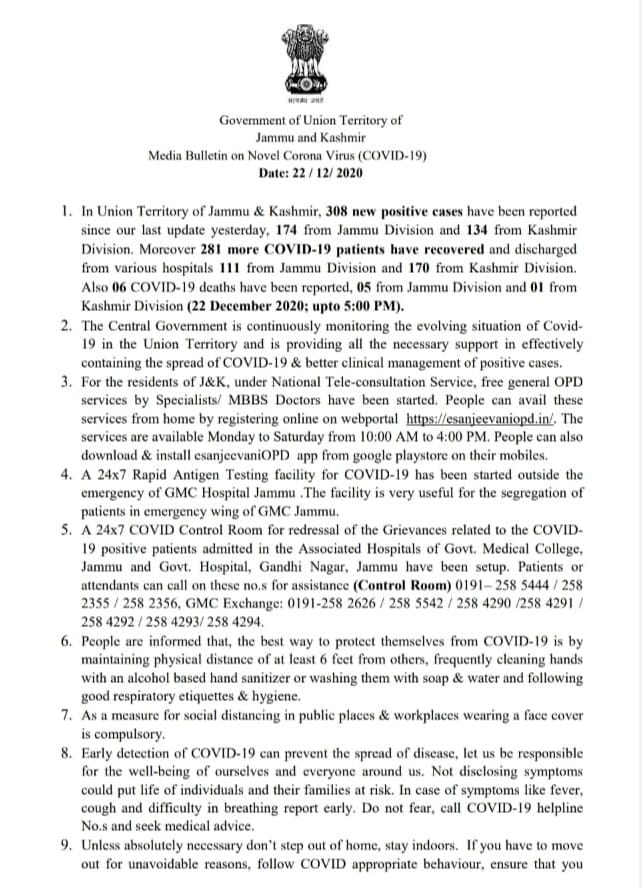 Government of Union Territory of
Jammu and Kashmir
Media Bulletin on Novel Corona Virus (COVID-19)
Date: 22 / 12/ 2020
1. In Union Territory of Jammu & Kashmir, 308 new positive cases have been reported
since our last update yesterday, 174 from Jammu Division and 134 from Kashmir
Division. Moreover 281 more COVID-19 patients have recovered and discharged
from various hospitals 111 from Jammu Division and 170 from Kashmir Division.
Also 06 COVID-19 deaths have been reported, 05 from Jammu Division and 01 from
Kashmir Division (22 December 2020; upto 5:00 PM).
2. The Central Government is continuously monitoring the evolving situation of Covid-
19 in the Union Territory and is providing all the necessary support in effectively
containing the spread of COVID-19 & better clinical management of positive cases.
3. For the residents of J&K, under National Tele-consultation Service, free general OPD
services by Specialists/ MBBS Doctors have been started. People can avail these
services from home by registering online on webportal https://esanjeevaniopd.in/. The
services are available Monday to Saturday from 10:00 AM to 4:00 PM. People can also
download & install esanjeevaniOPD app from google playstore on their mobiles.
4. A 24x7 Rapid Antigen Testing facility for COVID-19 has been started outside the
emergency of GMC Hospital Jammu .The facility is very useful for the segregation of
patients in emergency wing of GMC Jammu.
5. A 24x7 COVID Control Room for redressal of the Grievances related to the COVID-
19 positive patients admitted in the Associated Hospitals of Govt. Medical College,
Jammu and Govt. Hospital, Gandhi Nagar, Jammu have been setup. Patients or
attendants can call on these no.s for assistance (Control Room) 0191– 258 5444 / 258
2355 / 258 2356, GMC Exchange: 0191-258 2626 / 258 5542 / 258 4290 /258 4291 /
258 4292 / 258 4293/ 258 4294.
6. People are informed that, the best way to protect themselves from COVID-19 is by
maintaining physical distance of at least 6 feet from others, frequently cleaning hands
with an alcohol based hand sanitizer or washing them with soap & water and following
good respiratory etiquettes & hygiene.
7. As a measure for social distancing in public places & workplaces wearing a face cover
is compulsory.
8. Early detection of COVID-19 can prevent the spread of disease, let us be responsible
for the well-being of ourselves and everyone around us. Not disclosing symptoms
could put life of individuals and their families at risk. In case of symptoms like fever,
cough and difficulty in breathing report early. Do not fear, call COVID-19 helpline
No.s and seek medical advice.
9. Unless absolutely necessary don't step out of home, stay indoors. If you have to move
out for unavoidable reasons, follow COVID appropriate behaviour, ensure that you